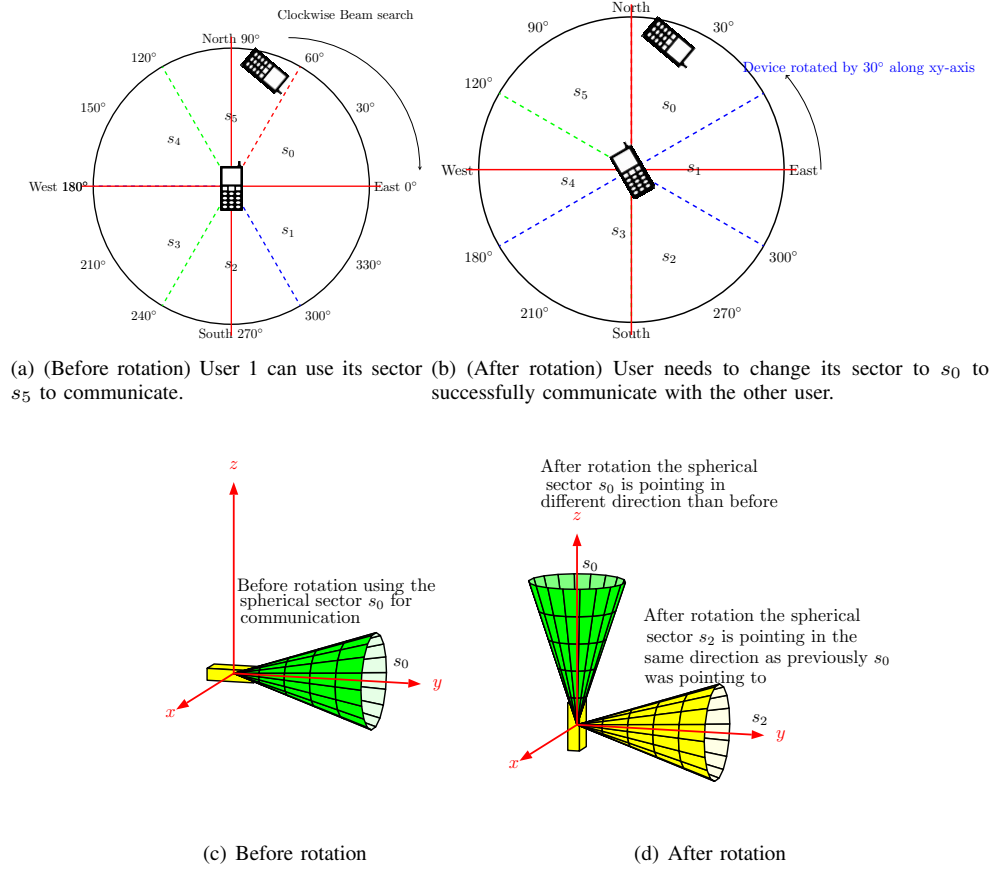 Clockwise Beam search
North 90°
120°
60°
150°
30°
s5
s4
s0
West 180°
East 0°
s3
s1
s2
210°
330°
240°
300°
South 270°
North
90°
30°
Device rotated by 30° along xy-axis
120°
s5
s0
West
s1
East
s4
s3
s2
180°
300°
210°
270°
South
(a) (Before rotation) User 1 can use its sector
s5 to communicate.
(b) (After rotation) User needs to change its sector to s0 to
successfully communicate with the other user.
z
Before rotation using the
spherical sector s0 for
communication
s0
y
x
(c) Before rotation
After rotation the spherical
sector s0 is pointing in
different direction than before
z
s0
After rotation the spherical
sector s2 is pointing in the
same direction as previously s0
was pointing to
s2
y
x
(d) After rotation